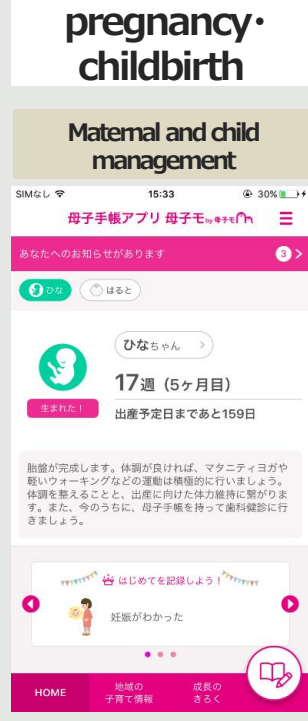 pregnancy・
childbirth
Maternal and child
management
SIMなし 15:33 30%
母子手帳アプリ 母子モ by 母子モ
あなたへのお知らせがあります 3
ひな はると
ひなちゃん
17週（5ヶ月目）
生まれた！
出産予定日まであと159日
胎盤が完成します。体調が良ければ、マタニティヨガや
軽いウォーキングなどの運動は積極的に行いましょう。
体調を整えることと、出産に向けた体力維持に繋がりま
す。また、今のうちに、母子手帳を持って歯科健診に行
きましょう。
はじめてを記録しよう！
妊娠がわかった
HOME
地域の
子育て情報
成長の
きろく